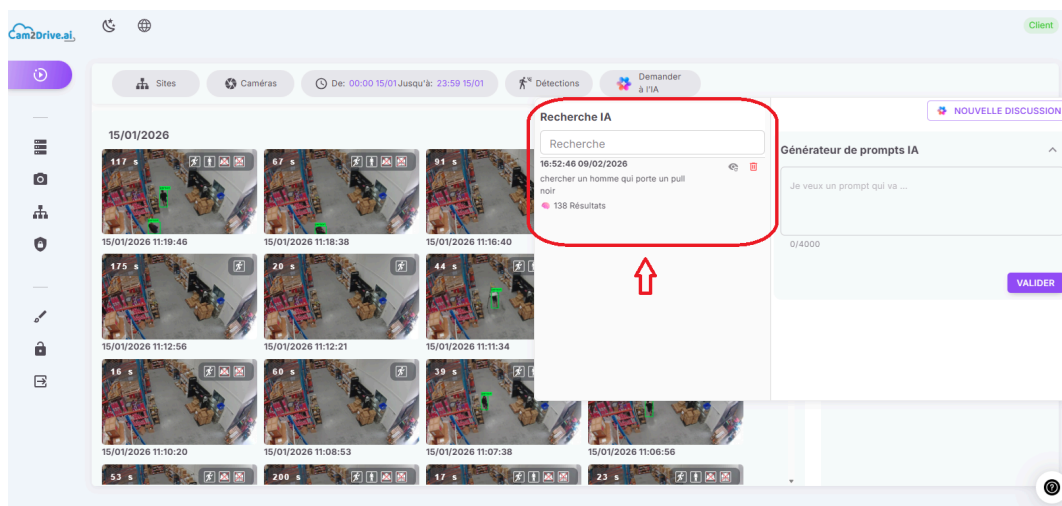 Cam2Drive.ai
Client
Sites
Caméras
De: 00:00 15/01 Jusqu'à: 23:59 15/01
Détections
Demander
à l'IA
15/01/2026
117 s
67 s
91 s
15/01/2026 11:19:46
15/01/2026 11:18:38
15/01/2026 11:16:40
175 s
20 s
44 s
15/01/2026 11:12:56
15/01/2026 11:12:21
15/01/2026 11:11:34
16 s
60 s
39 s
15/01/2026 11:10:20
15/01/2026 11:08:53
15/01/2026 11:07:38
15/01/2026 11:06:56
53 s
200 s
17 s
23 s
Recherche IA
Recherche
16:52:46 09/02/2026
chercher un homme qui porte un pull
noir
138 Résultats
NOUVELLE DISCUSSION
Générateur de prompts IA
Je veux un prompt qui va ...
0/4000
VALIDER